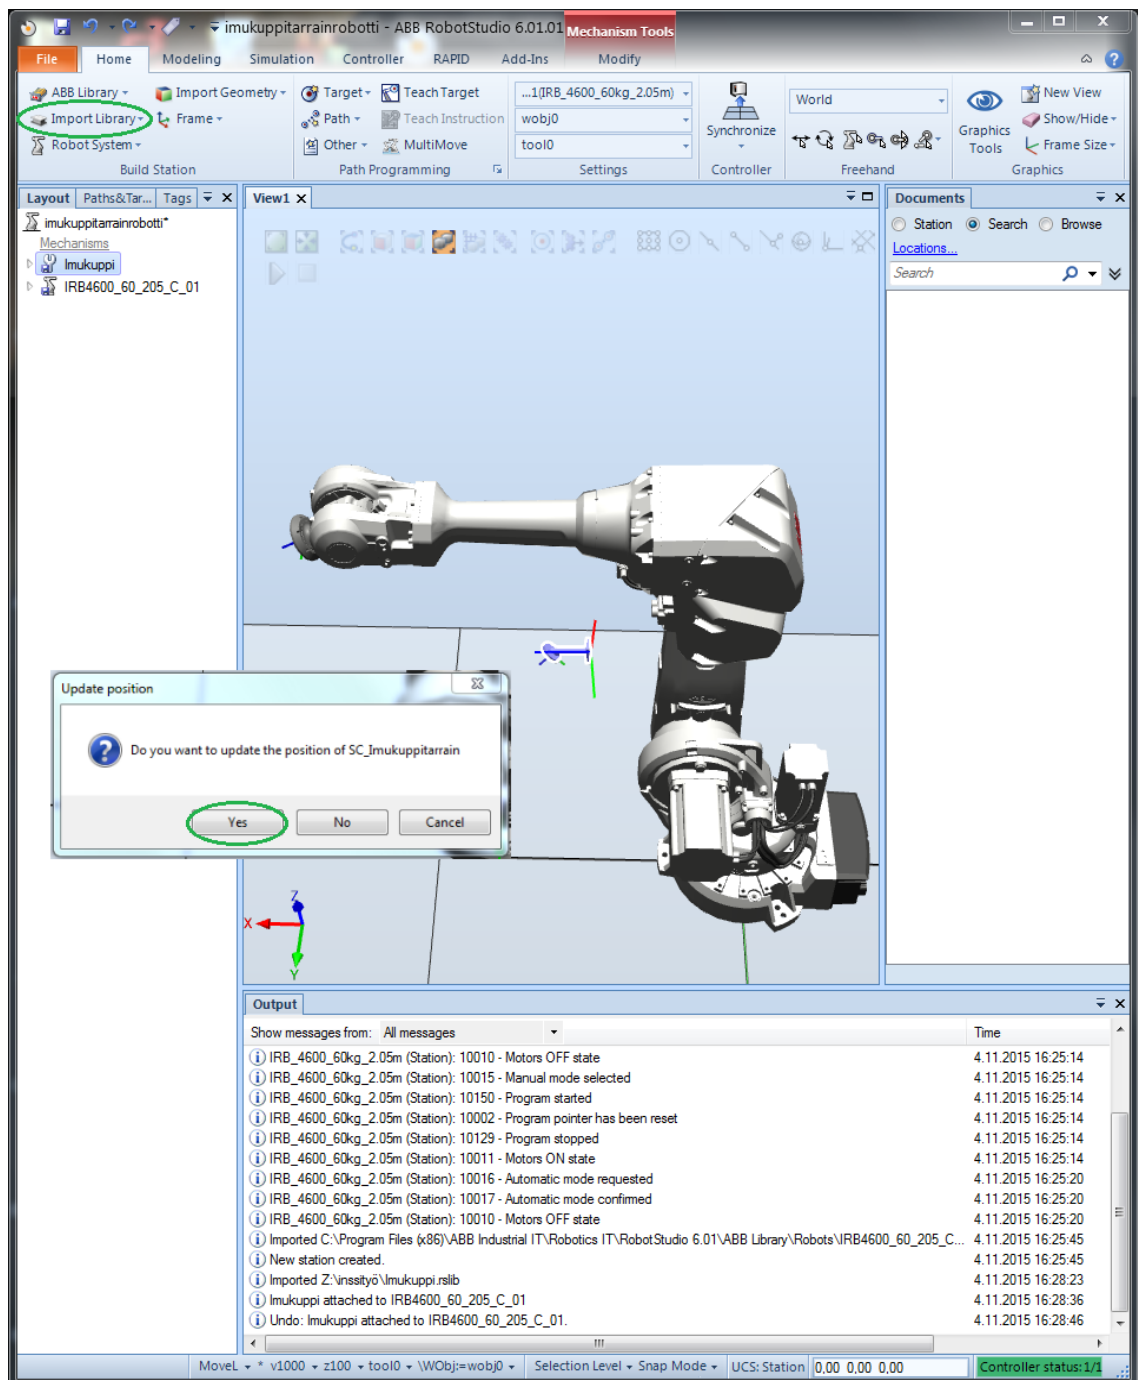 imukuppitarrainrobotti - ABB RobotStudio 6.01.01
Mechanism Tools
File Home Modeling Simulation Controller RAPID Add-Ins Modify
ABB Library Import Geometry Target Teach Target ...1(IRB_4600_60kg_2.05m) World New View
Import Library Frame Path Teach Instruction wobj0 Synchronize Graphics Tools Show/Hide
Robot System Other MultiMove tool0 Frame Size
Build Station Path Programming Settings Controller Freehand Graphics
Layout Paths&Tar... Tags View1 Documents
imukuppitarrainrobotti*
Mechanisms
Imukuppi
IRB4600_60_205_C_01
Station Search Browse
Locations...
Search
Update position
Do you want to update the position of SC_Imukuppitarrain
Yes No Cancel
Z
X
Y
Output
Show messages from: All messages Time
IRB_4600_60kg_2.05m (Station): 10010 - Motors OFF state 4.11.2015 16:25:14
IRB_4600_60kg_2.05m (Station): 10015 - Manual mode selected 4.11.2015 16:25:14
IRB_4600_60kg_2.05m (Station): 10150 - Program started 4.11.2015 16:25:14
IRB_4600_60kg_2.05m (Station): 10002 - Program pointer has been reset 4.11.2015 16:25:14
IRB_4600_60kg_2.05m (Station): 10129 - Program stopped 4.11.2015 16:25:14
IRB_4600_60kg_2.05m (Station): 10011 - Motors ON state 4.11.2015 16:25:14
IRB_4600_60kg_2.05m (Station): 10016 - Automatic mode requested 4.11.2015 16:25:20
IRB_4600_60kg_2.05m (Station): 10017 - Automatic mode confirmed 4.11.2015 16:25:20
IRB_4600_60kg_2.05m (Station): 10010 - Motors OFF state 4.11.2015 16:25:20
Imported C:\Program Files (x86)\ABB Industrial IT\Robotics IT\RobotStudio 6.01\ABB Library\Robots\IRB4600_60_205_C... 4.11.2015 16:25:45
New station created. 4.11.2015 16:25:45
Imported Z:\inssityö\Imukuppi.rslib 4.11.2015 16:28:23
Imukuppi attached to IRB4600_60_205_C_01 4.11.2015 16:28:36
Undo: Imukuppi attached to IRB4600_60_205_C_01. 4.11.2015 16:28:46
MoveL * v1000 z100 tool0 \WObj:=wobj0 Selection Level Snap Mode UCS: Station 0,00 0,00 0,00 Controller status: 1/1